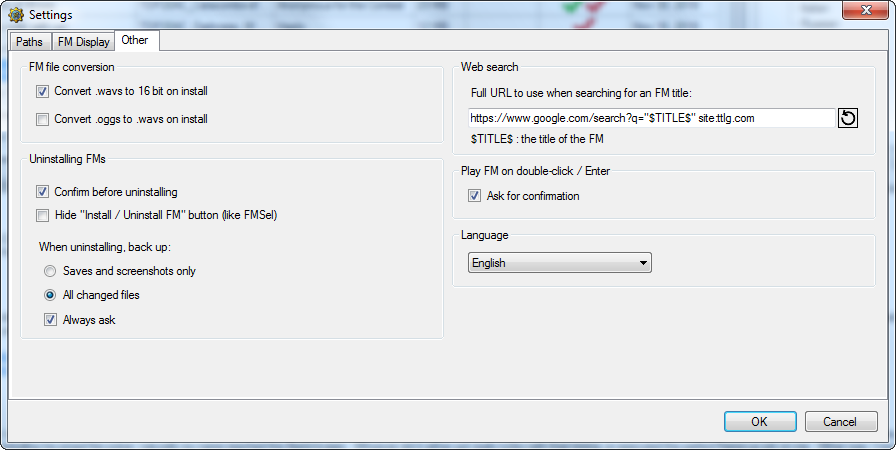 Settings
Paths
FM Display
Other
FM file conversion
Convert .wavs to 16 bit on install
Convert .oggs to .wavs on install
Uninstalling FMs
Confirm before uninstalling
Hide "Install / Uninstall FM" button (like FMSel)
When uninstalling, back up:
Saves and screenshots only
All changed files
Always ask
Web search
Full URL to use when searching for an FM title:
https://www.google.com/search?q="$TITLE$" site:ttlg.com
$TITLE$ : the title of the FM
Play FM on double-click / Enter
Ask for confirmation
Language
English
OK
Cancel